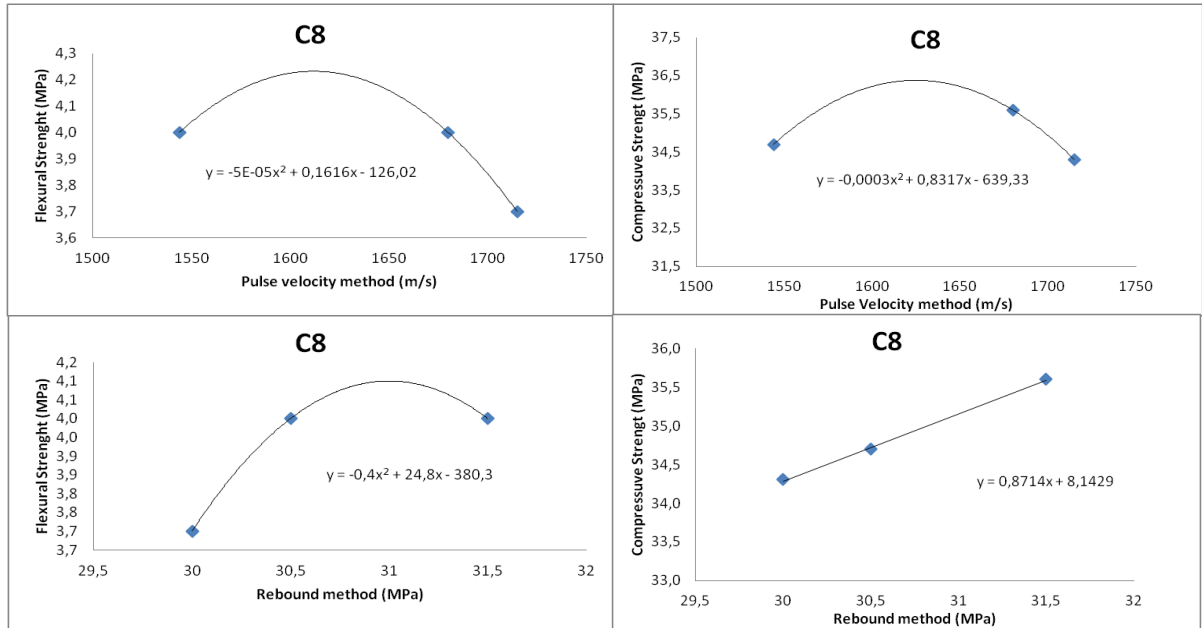 C8
4,3
4,2
4,1
4,0
3,9
3,8
3,7
3,6
Flexural Strenght (MPa)
y = -5E-05x² + 0,1616x - 126,02
1500 1550 1600 1650 1700 1750
Pulse velocity method (m/s)
C8
37,5
36,5
35,5
34,5
33,5
32,5
31,5
Compressuve Strengt (MPa)
y = -0,0003x² + 0,8317x - 639,33
1500 1550 1600 1650 1700 1750
Pulse Velocity method (m/s)
C8
4,2
4,1
4,1
4,0
4,0
3,9
3,9
3,8
3,8
3,7
3,7
Flexural Strenght (MPa)
y = -0,4x² + 24,8x - 380,3
29,5 30 30,5 31 31,5 32
Rebound method (MPa)
C8
36,0
35,5
35,0
34,5
34,0
33,5
33,0
Compressuve Strengt (MPa)
y = 0,8714x + 8,1429
29,5 30 30,5 31 31,5 32
Rebound method (MPa)